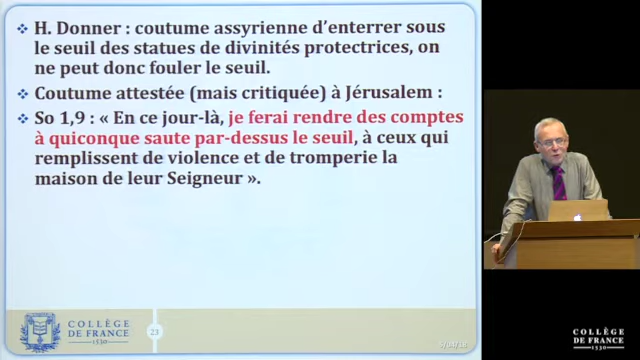 ❖ H. Donner : coutume assyrienne d’enterrer sous
le seuil des statues de divinités protectrices, on
ne peut donc fouler le seuil.
❖ Coutume attestée (mais critiquée) à Jérusalem :
❖ So 1,9 : « En ce jour-là, je ferai rendre des comptes
à quiconque saute par-dessus le seuil, à ceux qui
remplissent de violence et de tromperie la
maison de leur Seigneur ».
COLLÈGE
DE FRANCE
1530
23
COLLÈGE
DE FRANCE
1530